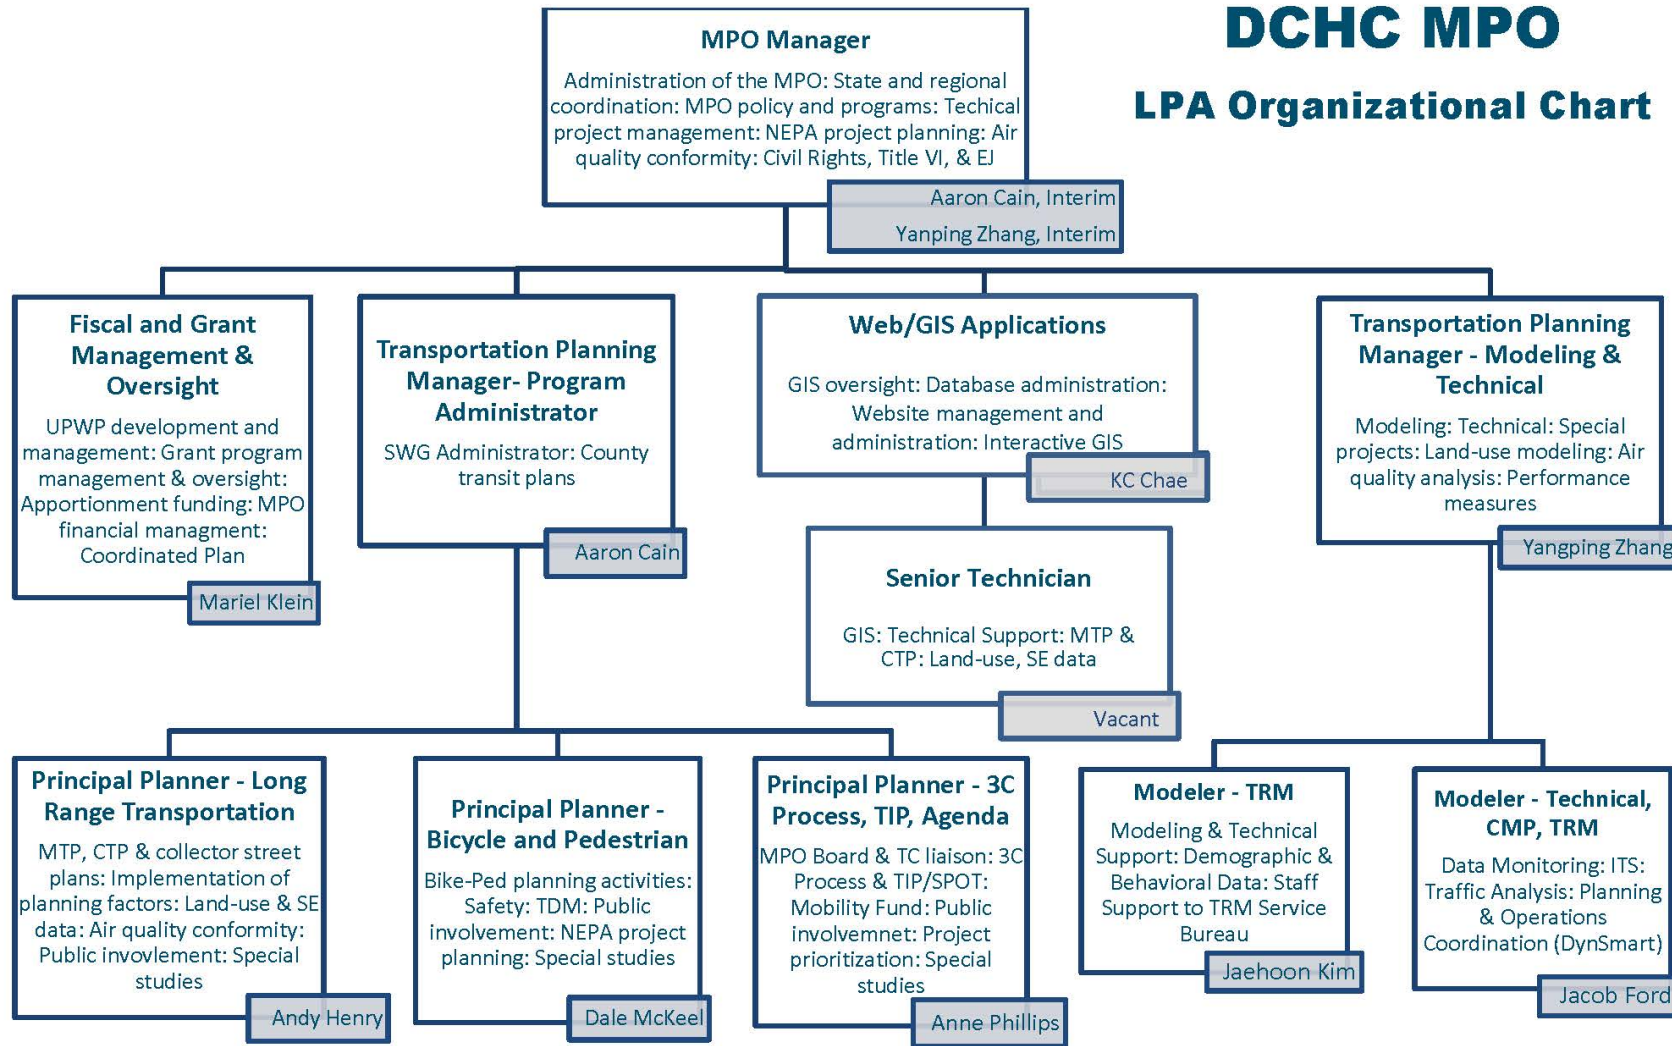 DCHC MPO
LPA Organizational Chart
MPO Manager
Administration of the MPO: State and regional
coordination: MPO policy and programs: Techical
project management: NEPA project planning: Air
quality conformity: Civil Rights, Title VI, & EJ
Aaron Cain, Interim
Yanping Zhang, Interim
Fiscal and Grant
Management &
Oversight
UPWP development and
management: Grant program
management & oversight:
Apportionment funding: MPO
financial managment:
Coordinated Plan
Mariel Klein
Transportation Planning
Manager- Program
Administrator
SWG Administrator: County
transit plans
Aaron Cain
Web/GIS Applications
GIS oversight: Database administration:
Website management and
administration: Interactive GIS
KC Chae
Senior Technician
GIS: Technical Support: MTP &
CTP: Land-use, SE data
Vacant
Transportation Planning
Manager - Modeling &
Technical
Modeling: Technical: Special
projects: Land-use modeling: Air
quality analysis: Performance
measures
Yangping Zhang
Principal Planner - Long
Range Transportation
MTP, CTP & collector street
plans: Implementation of
planning factors: Land-use & SE
data: Air quality conformity:
Public invovlement: Special
studies
Andy Henry
Principal Planner -
Bicycle and Pedestrian
Bike-Ped planning activities:
Safety: TDM: Public
involvement: NEPA project
planning: Special studies
Dale McKeel
Principal Planner - 3C
Process, TIP, Agenda
MPO Board & TC liaison: 3C
Process & TIP/SPOT:
Mobility Fund: Public
involvemnet: Project
prioritization: Special
studies
Anne Phillips
Modeler - TRM
Modeling & Technical
Support: Demographic &
Behavioral Data: Staff
Support to TRM Service
Bureau
Jaehoon Kim
Modeler - Technical,
CMP, TRM
Data Monitoring: ITS:
Traffic Analysis: Planning
& Operations
Coordination (DynSmart)
Jacob Ford